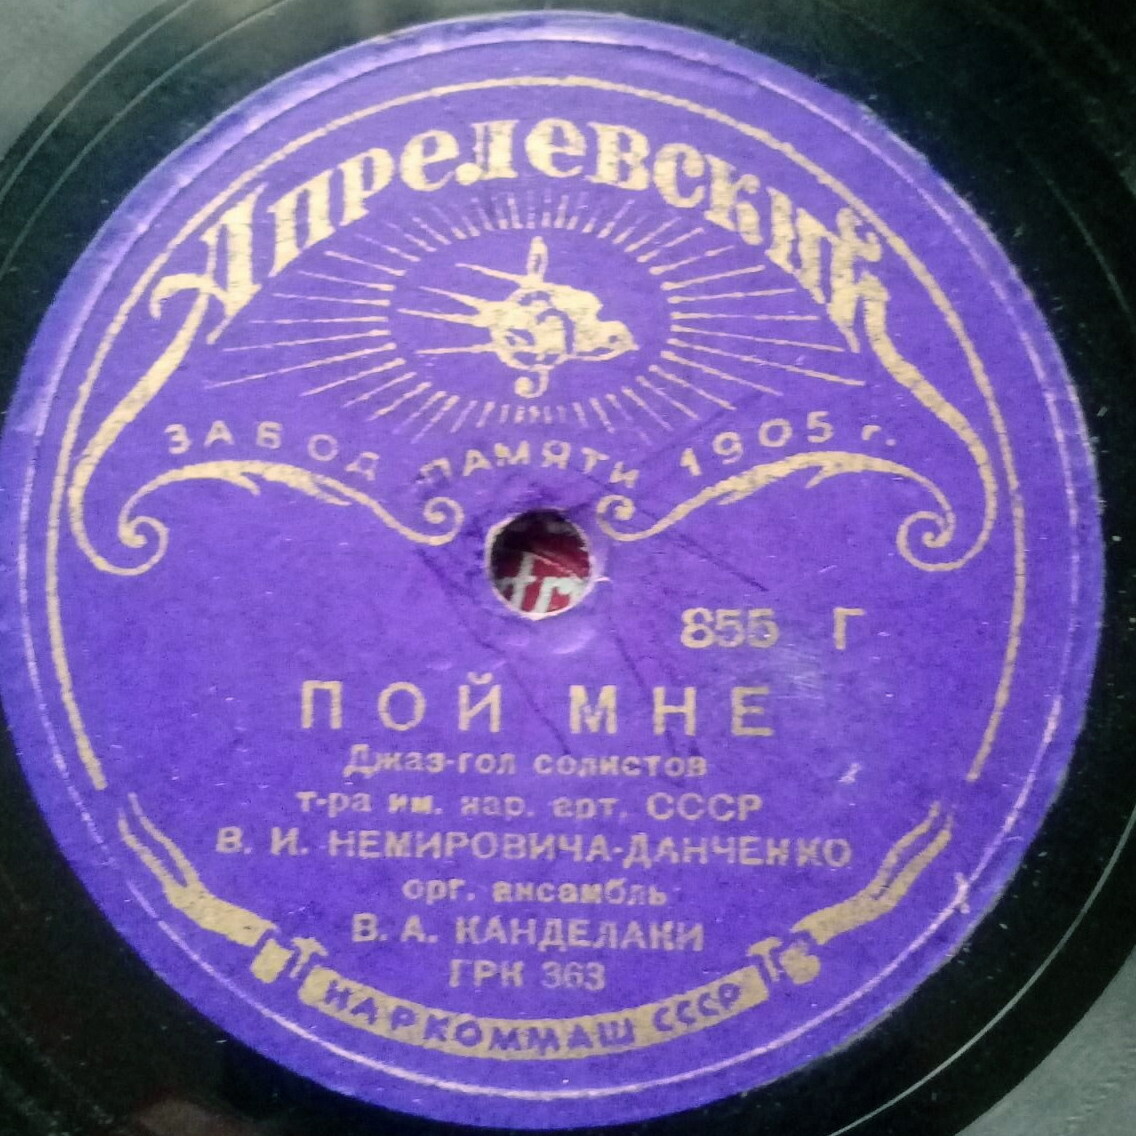 Апрелевский
ЗАВОД ПАМЯТИ 1905 г.
855 Г
ПОЙ МНЕ
Джаз-гол солистов
т-ра им. нар. арт. СССР
В. И. НЕМИРОВИЧА-ДАНЧЕНКО
орг. ансамбль
В. А. КАНДЕЛАКИ
ГРК 363
НАРКОММАШ СССР